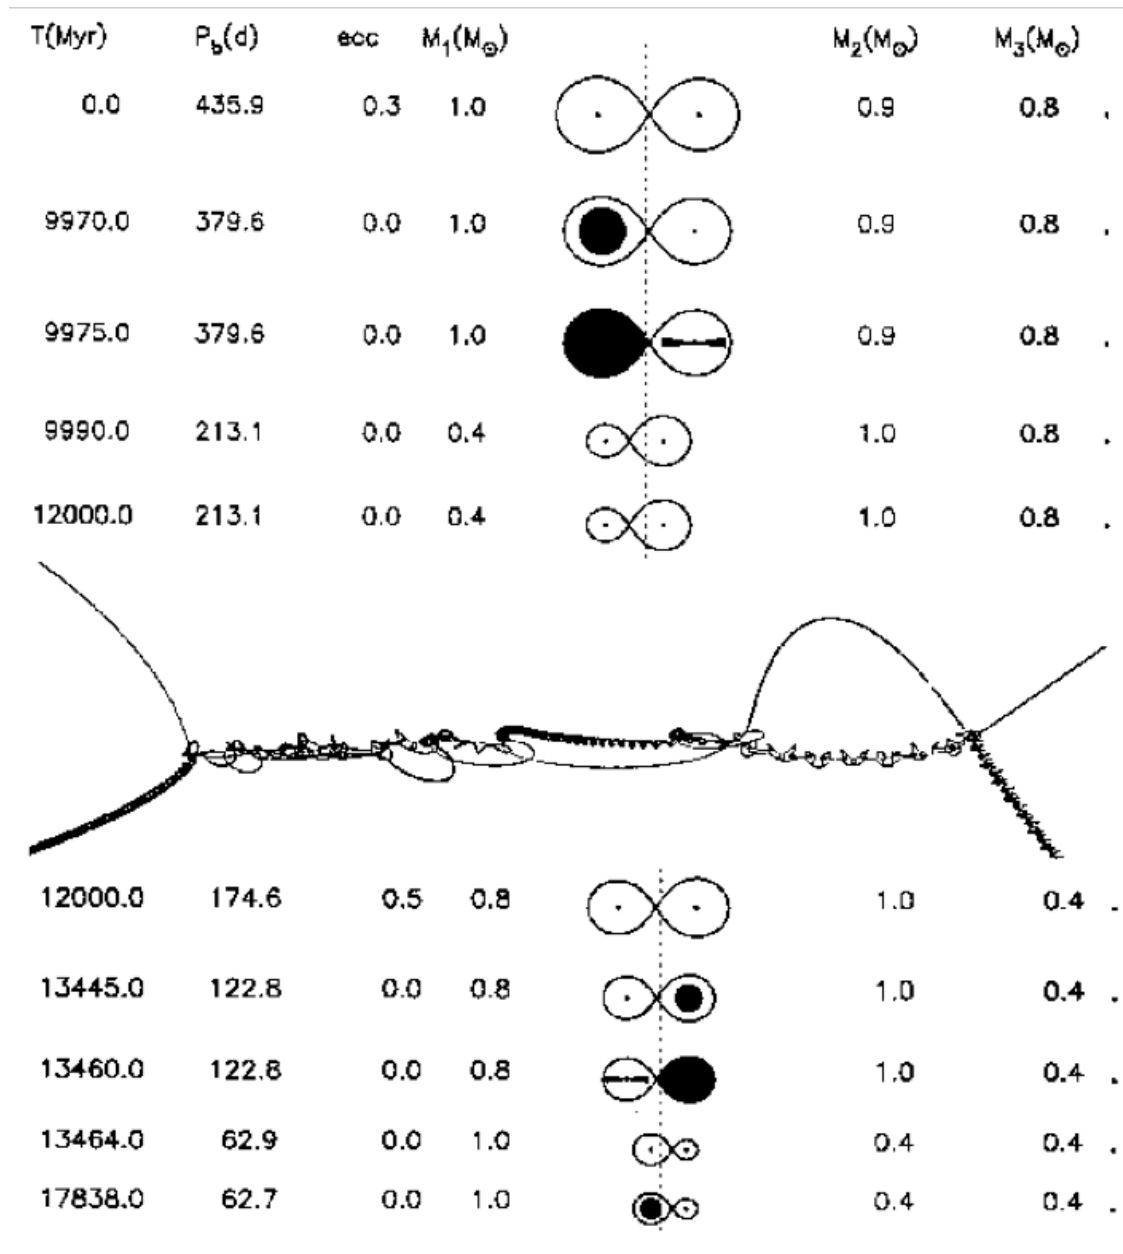 T(Myr) P_b(d) ecc M_1(M_⊙) M_2(M_⊙) M_3(M_⊙)
0.0 435.9 0.3 1.0 0.9 0.8 .
9970.0 379.6 0.0 1.0 0.9 0.8 .
9975.0 379.6 0.0 1.0 0.9 0.8 .
9990.0 213.1 0.0 0.4 1.0 0.8 .
12000.0 213.1 0.0 0.4 1.0 0.8 .
12000.0 174.6 0.5 0.8 1.0 0.4 .
13445.0 122.8 0.0 0.8 1.0 0.4 .
13460.0 122.8 0.0 0.8 1.0 0.4 .
13464.0 62.9 0.0 1.0 0.4 0.4 .
17838.0 62.7 0.0 1.0 0.4 0.4 .